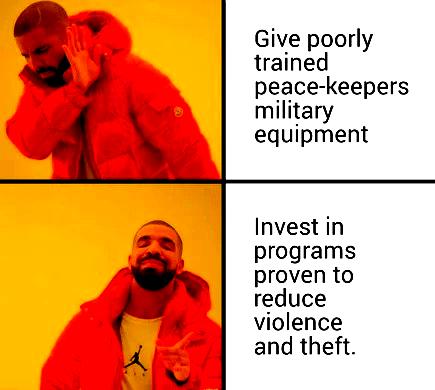 Give poorly
trained
peace-keepers
military
equipment
Invest in
programs
proven to
reduce
violence
and theft.